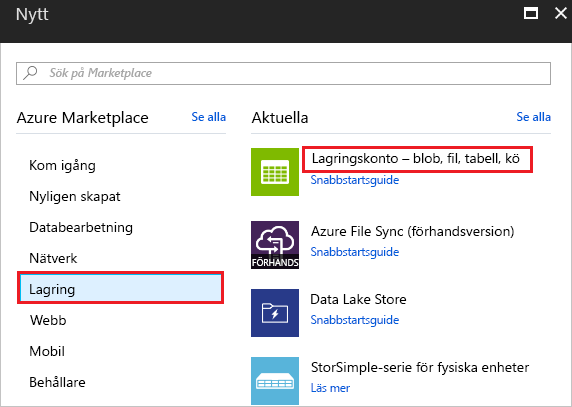 Nytt
Sök på Marketplace
Azure Marketplace
Se alla
Kom igång
Nyligen skapat
Databearbetning
Nätverk
Lagring
Webb
Mobil
Behållare
Aktuella
Se alla
Lagringskonto – blob, fil, tabell, kö
Snabbstartsguide
FÖRHANDS
Azure File Sync (förhandsversion)
Snabbstartsguide
Data Lake Store
Snabbstartsguide
StorSimple-serie för fysiska enheter
Läs mer